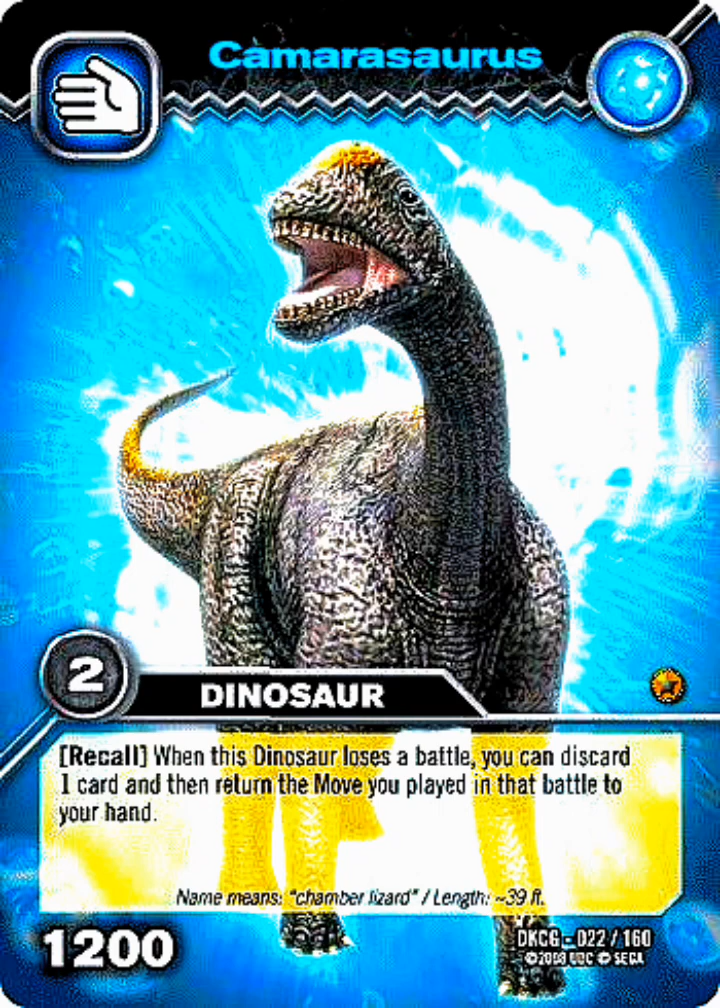 Camarasaurus
2
DINOSAUR
[Recall] When this Dinosaur loses a battle, you can discard
1 card and then return the Move you played in that battle to
your hand.
Name means: "chamber lizard" / Length: ~39 ft.
1200
DKCG - 022 / 160
©2008 UDC © SEGA